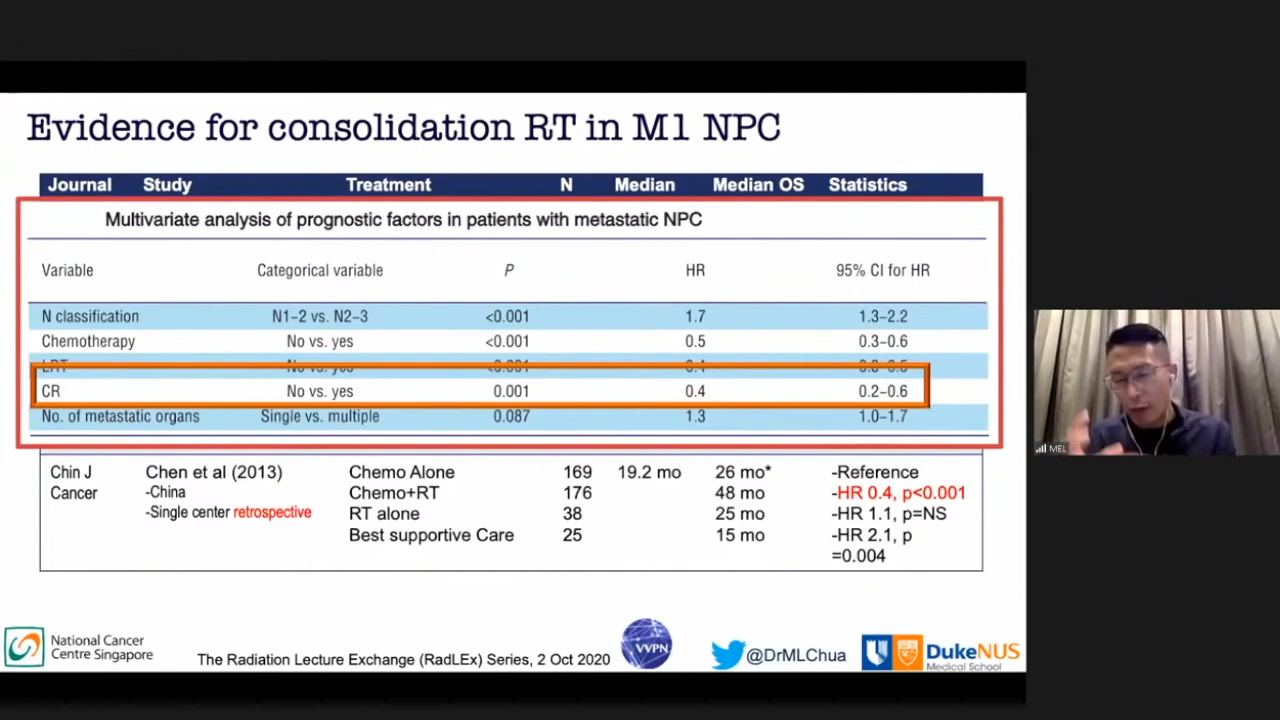 Evidence for consolidation RT in M1 NPC
Journal Study Treatment N Median Median OS Statistics
Multivariate analysis of prognostic factors in patients with metastatic NPC
Variable Categorical variable P HR 95% CI for HR
N classification N1–2 vs. N2–3 <0.001 1.7 1.3–2.2
Chemotherapy No vs. yes <0.001 0.5 0.3–0.6
LRT No vs. yes <0.001 0.4
CR No vs. yes 0.001 0.4 0.2–0.6
No. of metastatic organs Single vs. multiple 0.087 1.3 1.0–1.7
Chin J Chen et al (2013) Chemo Alone 169 19.2 mo 26 mo* -Reference
Cancer -China Chemo+RT 176 48 mo -HR 0.4, p<0.001
-Single center retrospective RT alone 38 25 mo -HR 1.1, p=NS
Best supportive Care 25 15 mo -HR 2.1, p
=0.004
MEL
National Cancer
Centre Singapore
The Radiation Lecture Exchange (RadLEx) Series, 2 Oct 2020
VVPN
@DrMLChua
DukeNUS
Medical School